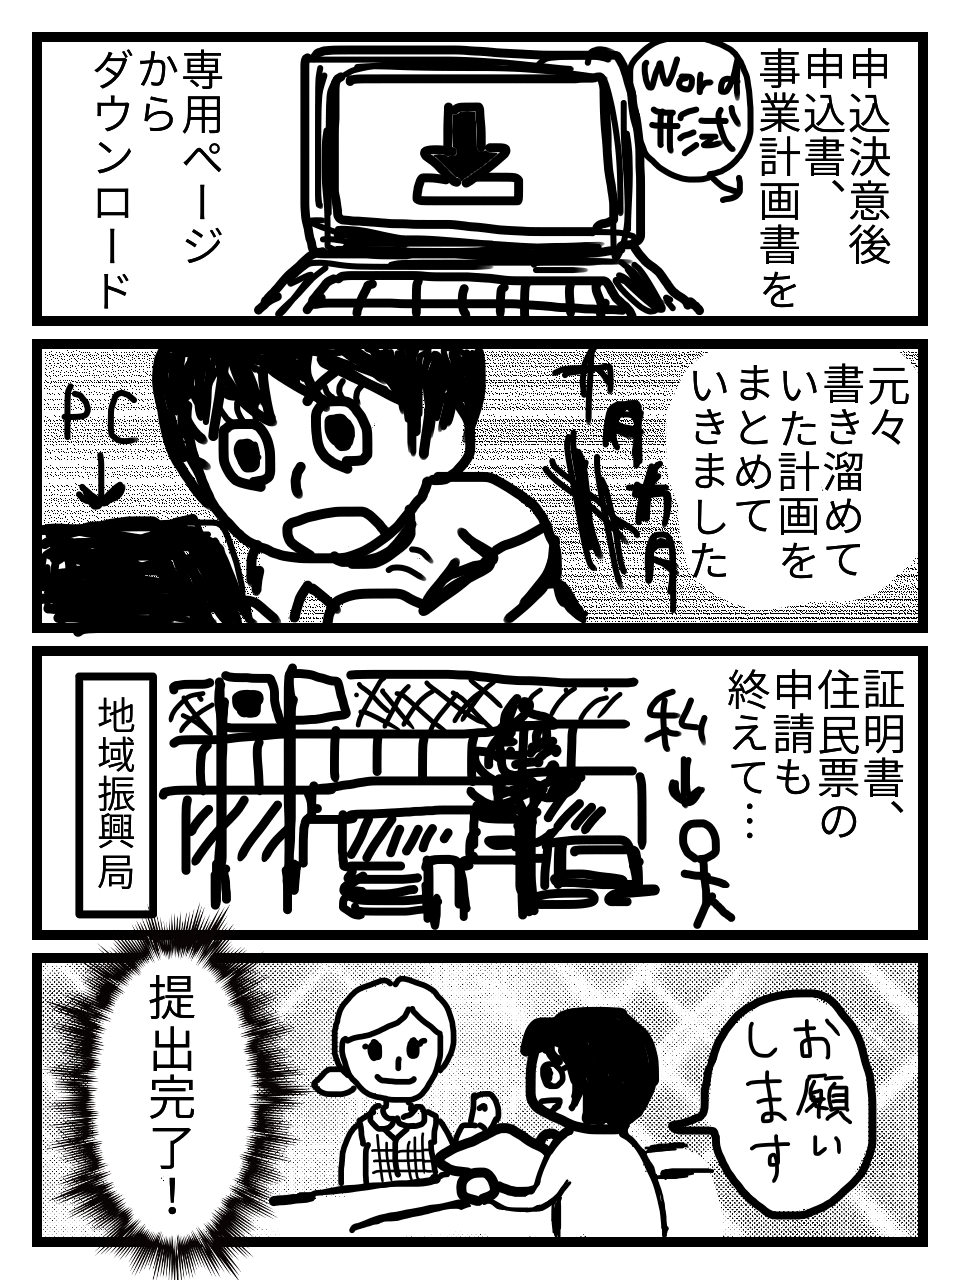 申込決意後
申込書、
事業計画書を
Word
形式
専用ページ
から
ダウンロード
元々
書き溜めて
いた計画を
まとめて
いきました
カタカタ
PC
証明書、
住民票の
申請も
終えて…
私
地域振興局
お願い
します
提出完了！